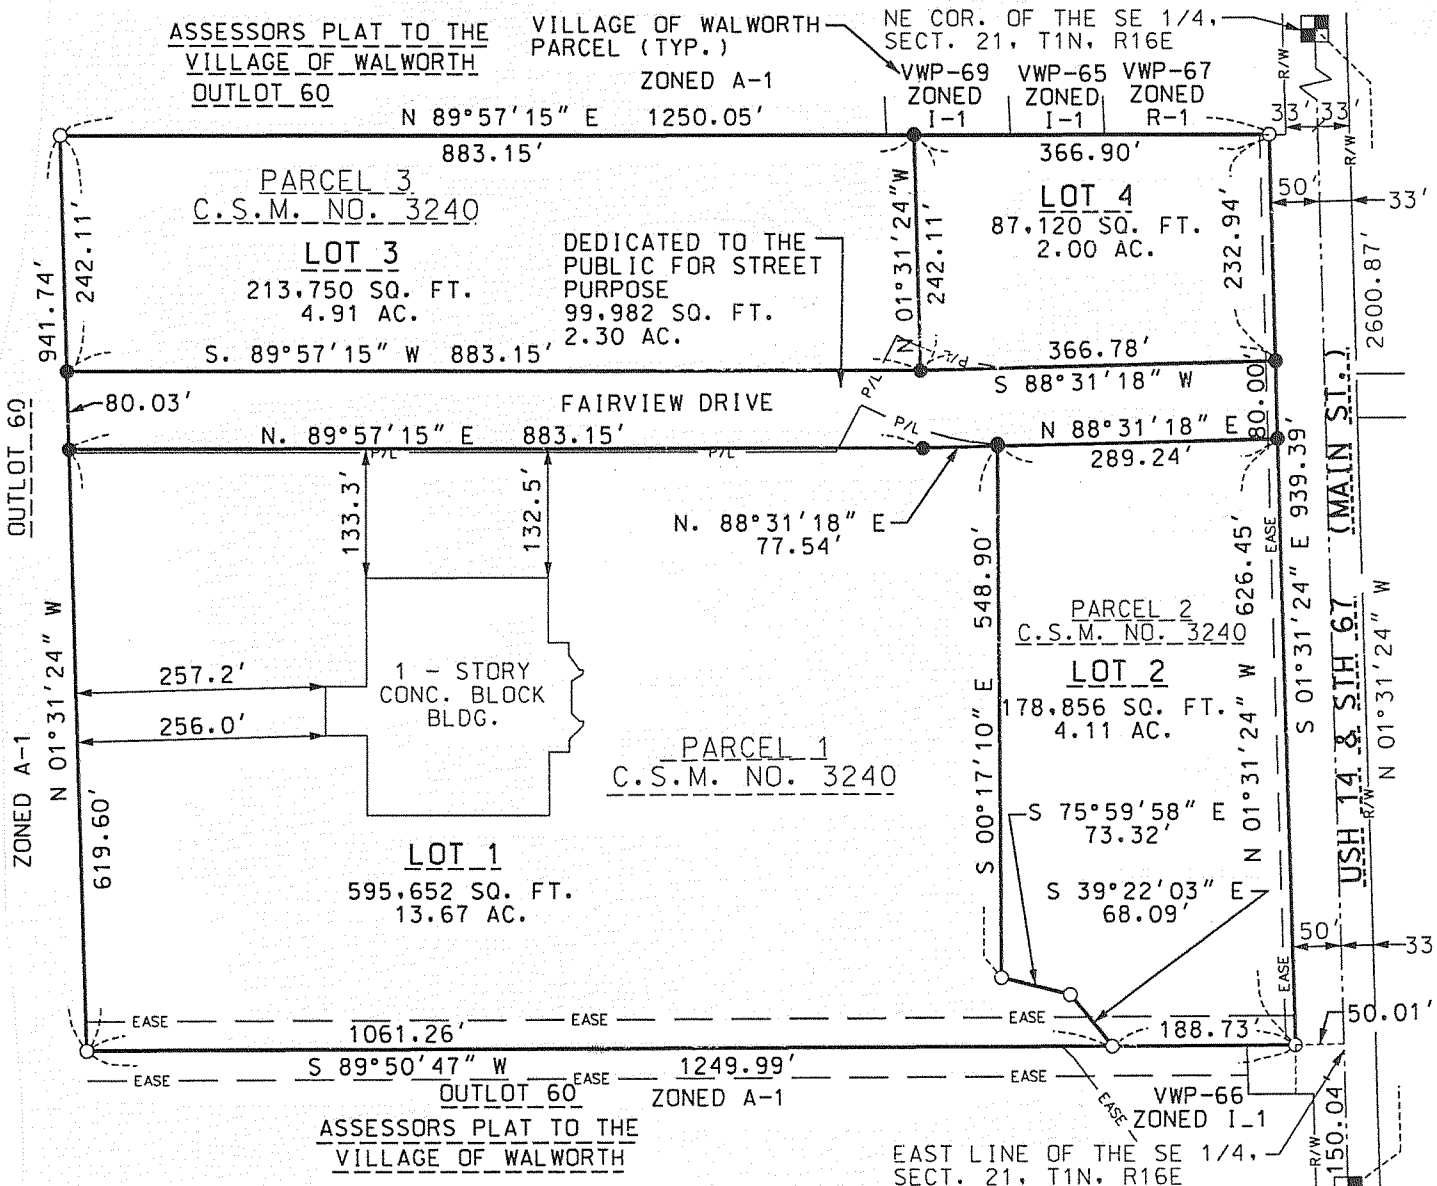 ASSESSORS PLAT TO THE
VILLAGE OF WALWORTH
OUTLOT 60
VILLAGE OF WALWORTH
PARCEL (TYP.)
ZONED A-1
NE COR. OF THE SE 1/4,
SECT. 21, T1N, R16E
VWP-69
ZONED
I-1
VWP-65
ZONED
I-1
VWP-67
ZONED
R-1
R/W
33' 33'
R/W
N 89°57'15" E 1250.05'
883.15'
366.90'
PARCEL 3
C.S.M. NO. 3240
LOT 3
213,750 SQ. FT.
4.91 AC.
242.11'
941.74'
DEDICATED TO THE
PUBLIC FOR STREET
PURPOSE
99,982 SQ. FT.
2.30 AC.
N 01°31'24" W
242.11'
LOT 4
87,120 SQ. FT.
2.00 AC.
232.94'
50'
33'
2600.87'
S. 89°57'15" W 883.15'
366.78'
S 88°31'18" W
P/L
P/L
P/L
80.03'
FAIRVIEW DRIVE
80.00'
N. 89°57'15" E 883.15'
N 88°31'18" E
289.24'
P/L
P/L
OUTLOT 60
133.3'
132.5'
N. 88°31'18" E
77.54'
548.90'
S 00°17'10" E
626.45'
N 01°31'24" W
EASE
939.39'
S 01°31'24" E
USH 14 & STH 67 (MAIN ST.)
N 01°31'24" W
R/W
PARCEL 2
C.S.M. NO. 3240
LOT 2
178,856 SQ. FT.
4.11 AC.
257.2'
256.0'
1 - STORY
CONC. BLOCK
BLDG.
PARCEL 1
C.S.M. NO. 3240
N 01°31'24" W
ZONED A-1
619.60'
LOT 1
595,652 SQ. FT.
13.67 AC.
S 75°59'58" E
73.32'
S 39°22'03" E
68.09'
50'
33
EASE
EASE
EASE
EASE
1061.26'
188.73'
50.01'
S 89°50'47" W 1249.99'
EASE
EASE
EASE
EASE
OUTLOT 60
ZONED A-1
ASSESSORS PLAT TO THE
VILLAGE OF WALWORTH
VWP-66
ZONED I_1
EAST LINE OF THE SE 1/4,
SECT. 21, T1N, R16E
R/W
150.04